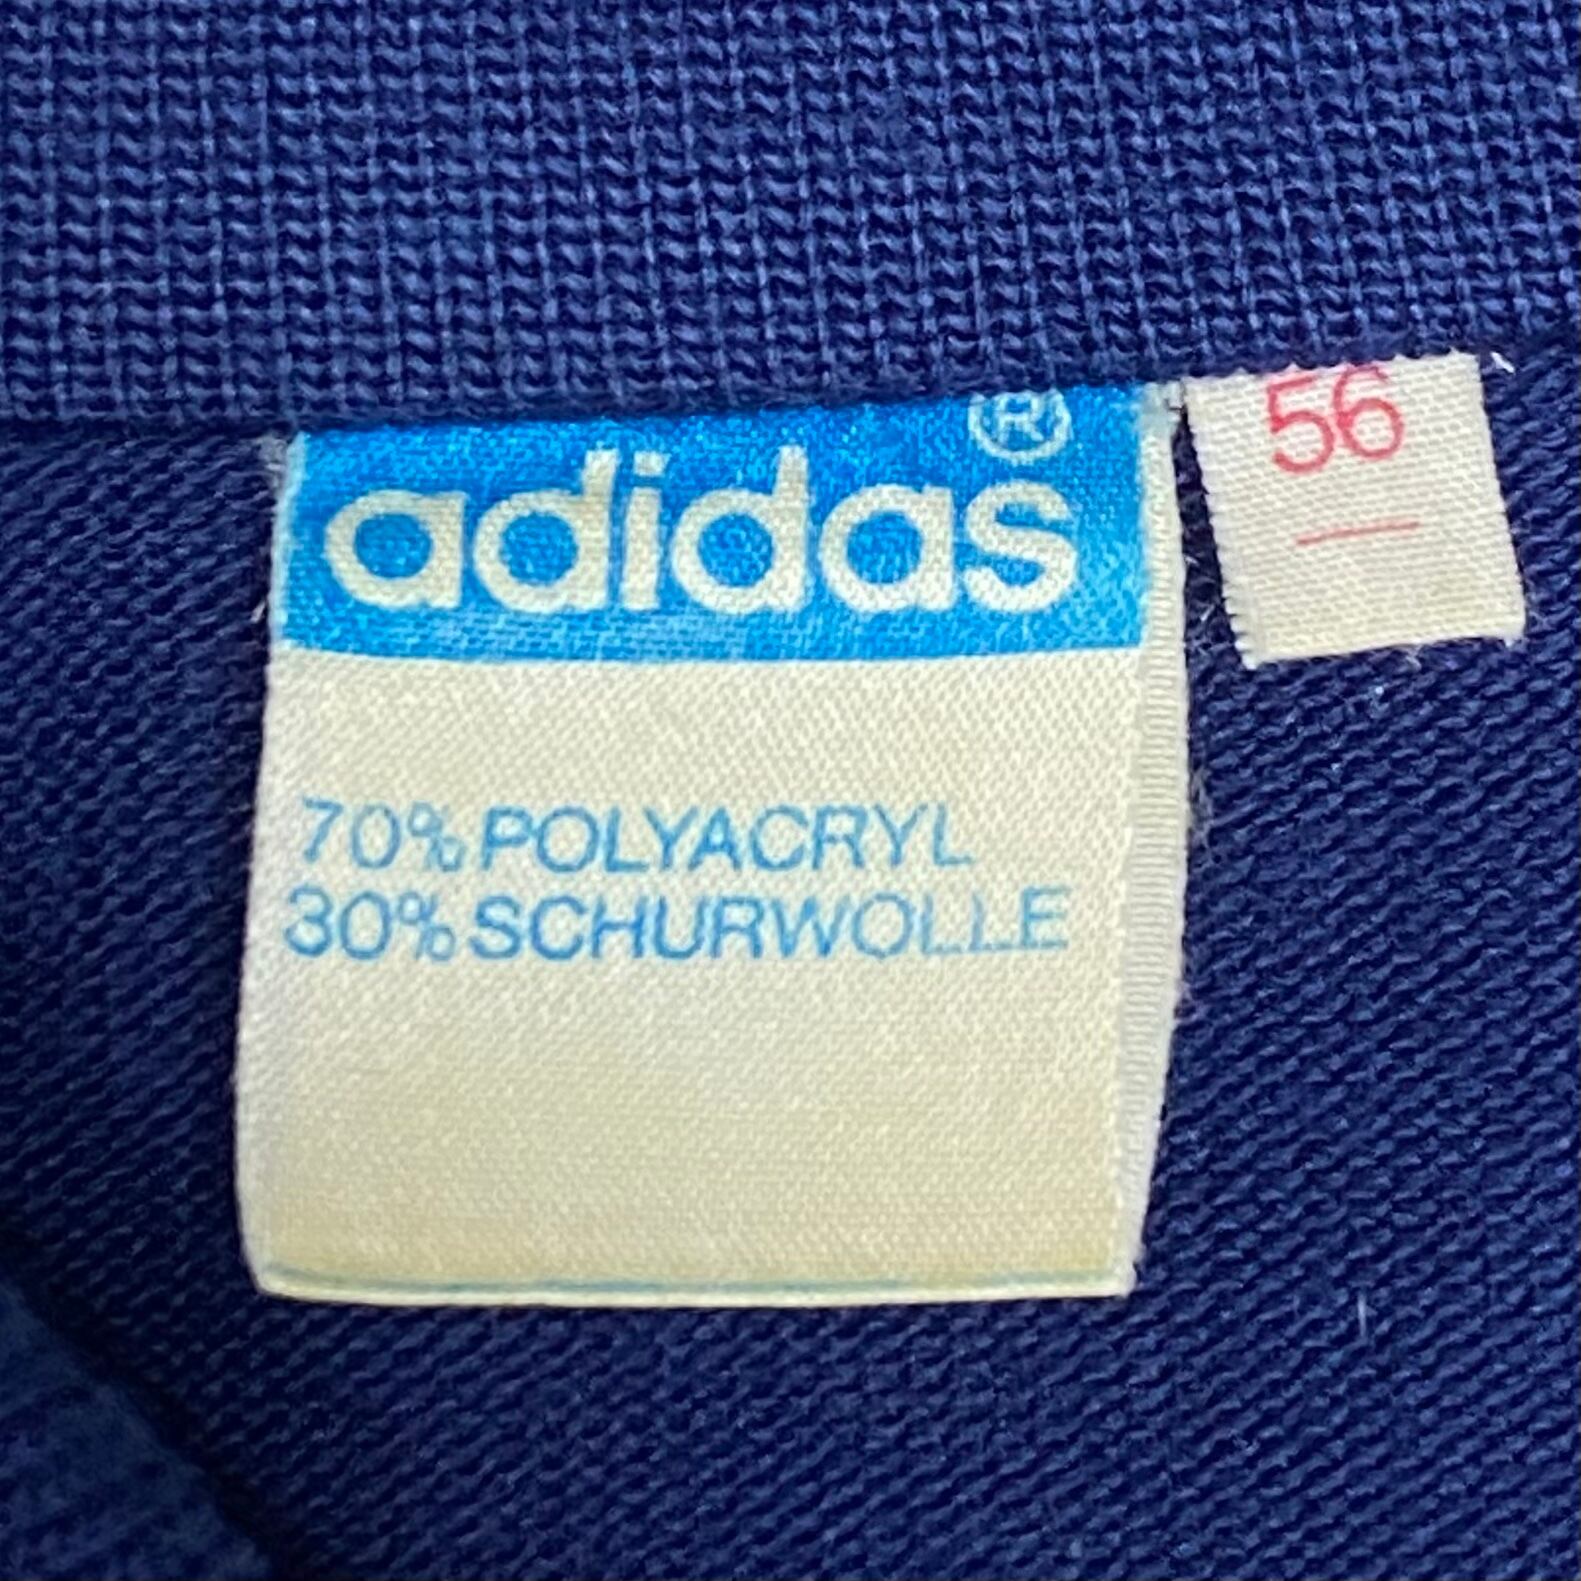 adidas®
56
70% POLYACRYL
30% SCHURWOLLE